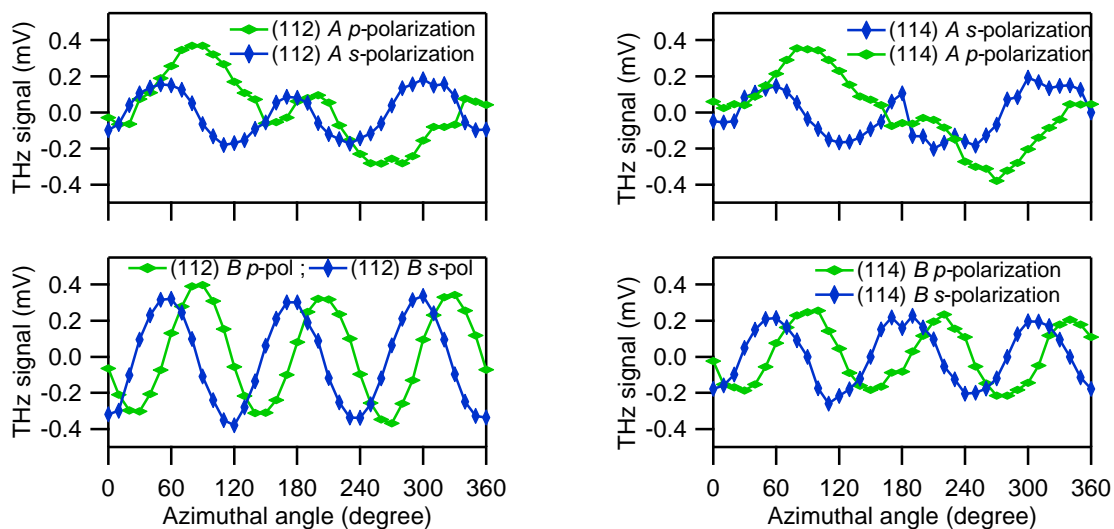 THz signal (mV)
0.4
0.2
0.0
-0.2
-0.4
(112) A p-polarization
(112) A s-polarization
THz signal (mV)
0.4
0.2
0.0
-0.2
-0.4
(114) A s-polarization
(114) A p-polarization
THz signal (mV)
0.4
0.2
0.0
-0.2
-0.4
(112) B p-pol ; (112) B s-pol
0 60 120 180 240 300 360
Azimuthal angle (degree)
THz signal (mV)
0.4
0.2
0.0
-0.2
-0.4
(114) B p-polarization
(114) B s-polarization
0 60 120 180 240 300 360
Azimuthal angle (degree)